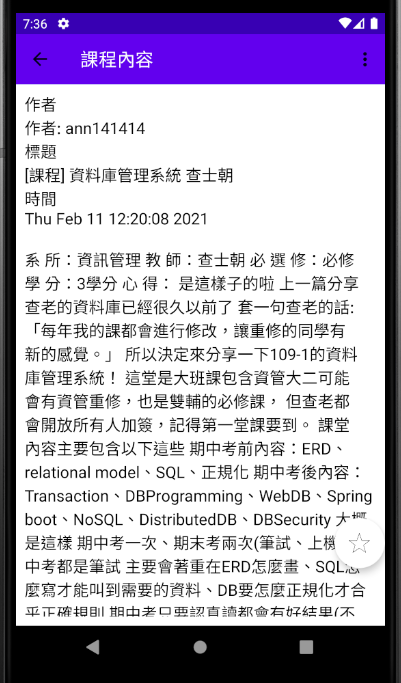 7:36
課程內容
作者
作者: ann141414
標題
[課程] 資料庫管理系統 查士朝
時間
Thu Feb 11 12:20:08 2021
系 所：資訊管理 教 師：查士朝 必 選 修：必修
學 分：3學分 心 得： 是這樣子的啦 上一篇分享
查老的資料庫已經很久以前了 套一句查老的話:
「每年我的課都會進行修改，讓重修的同學有
新的感覺。」 所以決定來分享一下109-1的資料
庫管理系統！ 這堂是大班課包含資管大二可能
會有資管重修，也是雙輔的必修課， 但查老都
會開放所有人加簽，記得第一堂課要到。 課堂
內容主要包含以下這些 期中考前內容：ERD、
relational model、SQL、正規化 期中考後內容：
Transaction、DBProgramming、WebDB、Spring
boot、NoSQL、DistributedDB、DBSecurity 大概
是這樣 期中考一次、期末考兩次(筆試、上機
中考都是筆試 主要會著重在ERD怎麼畫、SQL怎
麼寫才能叫到需要的資料、DB要怎麼正規化才合
乎正確規則 期中考只要認真讀都會有好結果(不